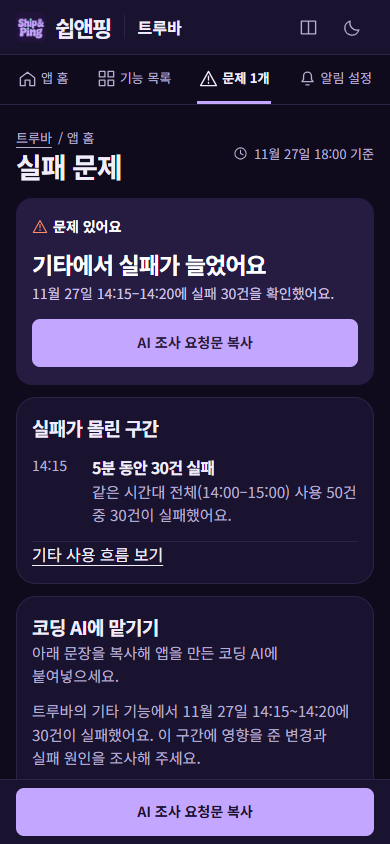 Ship& Ping 쉽앤핑 트루바
앱 홈 기능 목록 문제 1개 알림 설정
트루바 / 앱 홈
실패 문제
11월 27일 18:00 기준
문제 있어요
기타에서 실패가 늘었어요
11월 27일 14:15–14:20에 실패 30건을 확인했어요.
AI 조사 요청문 복사
실패가 몰린 구간
14:15
5분 동안 30건 실패
같은 시간대 전체(14:00–15:00) 사용 50건
중 30건이 실패했어요.
기타 사용 흐름 보기
코딩 AI에 맡기기
아래 문장을 복사해 앱을 만든 코딩 AI에
붙여넣으세요.
트루바의 기타 기능에서 11월 27일 14:15~14:20에
30건이 실패했어요. 이 구간에 영향을 준 변경과
실패 원인을 조사해 주세요.
AI 조사 요청문 복사